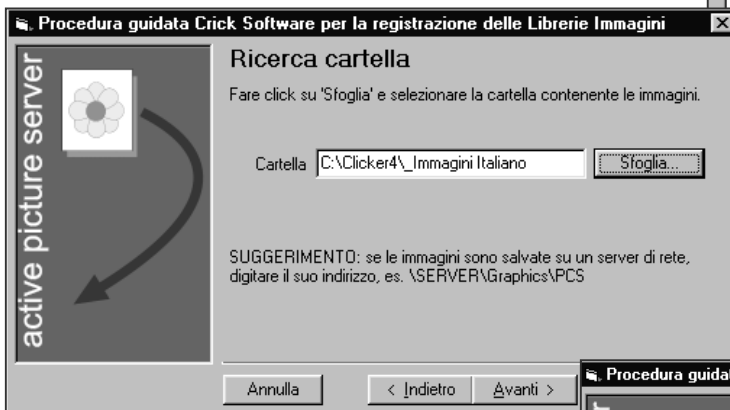 Procedura guidata Crick Software per la registrazione delle Librerie Immagini
active picture server
Ricerca cartella
Fare click su 'Sfoglia' e selezionare la cartella contenente le immagini.
Cartella C:\Clicker4\_Immagini Italiano Sfoglia...
SUGGERIMENTO: se le immagini sono salvate su un server di rete,
digitare il suo indirizzo, es. \SERVER\Graphics\PCS
Annulla < Indietro Avanti >
Procedura guidat